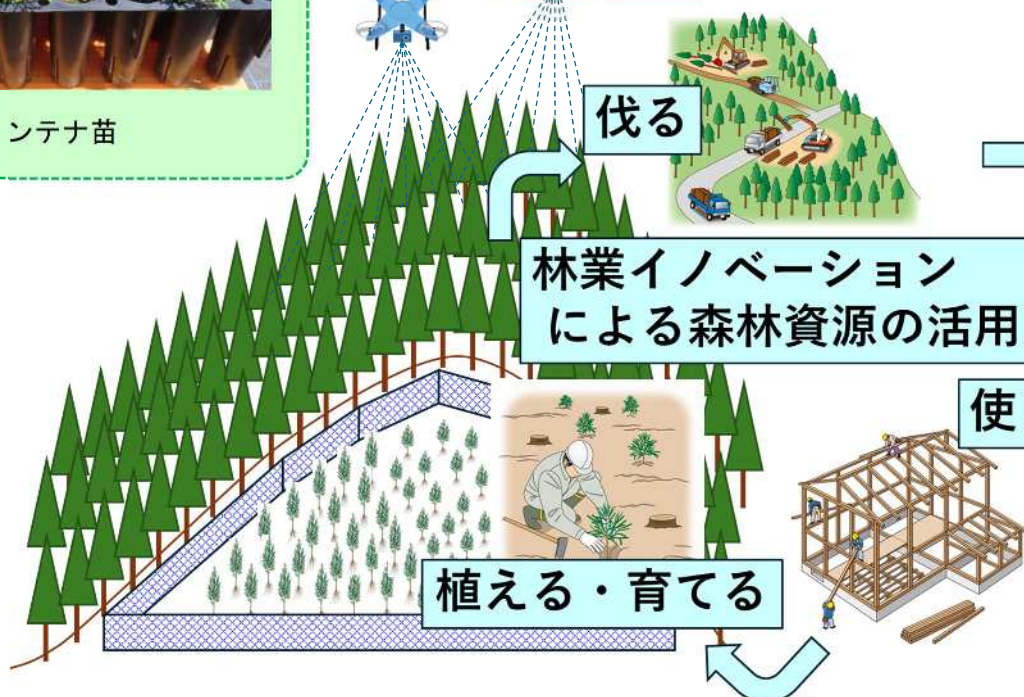 ンテナ苗
伐る
林業イノベーション
による森林資源の活用
使
植える・育てる